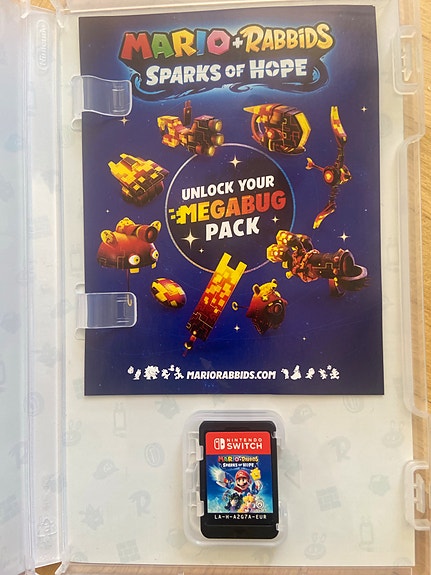 MARIO + RABBIDS
SPARKS OF HOPE
UNLOCK YOUR
MEGABUG
PACK
MARIORABBIDS.COM
NINTENDO
SWITCH
MARIO + RABBIDS
SPARKS OF HOPE
LA-H-AZG7A-EUR